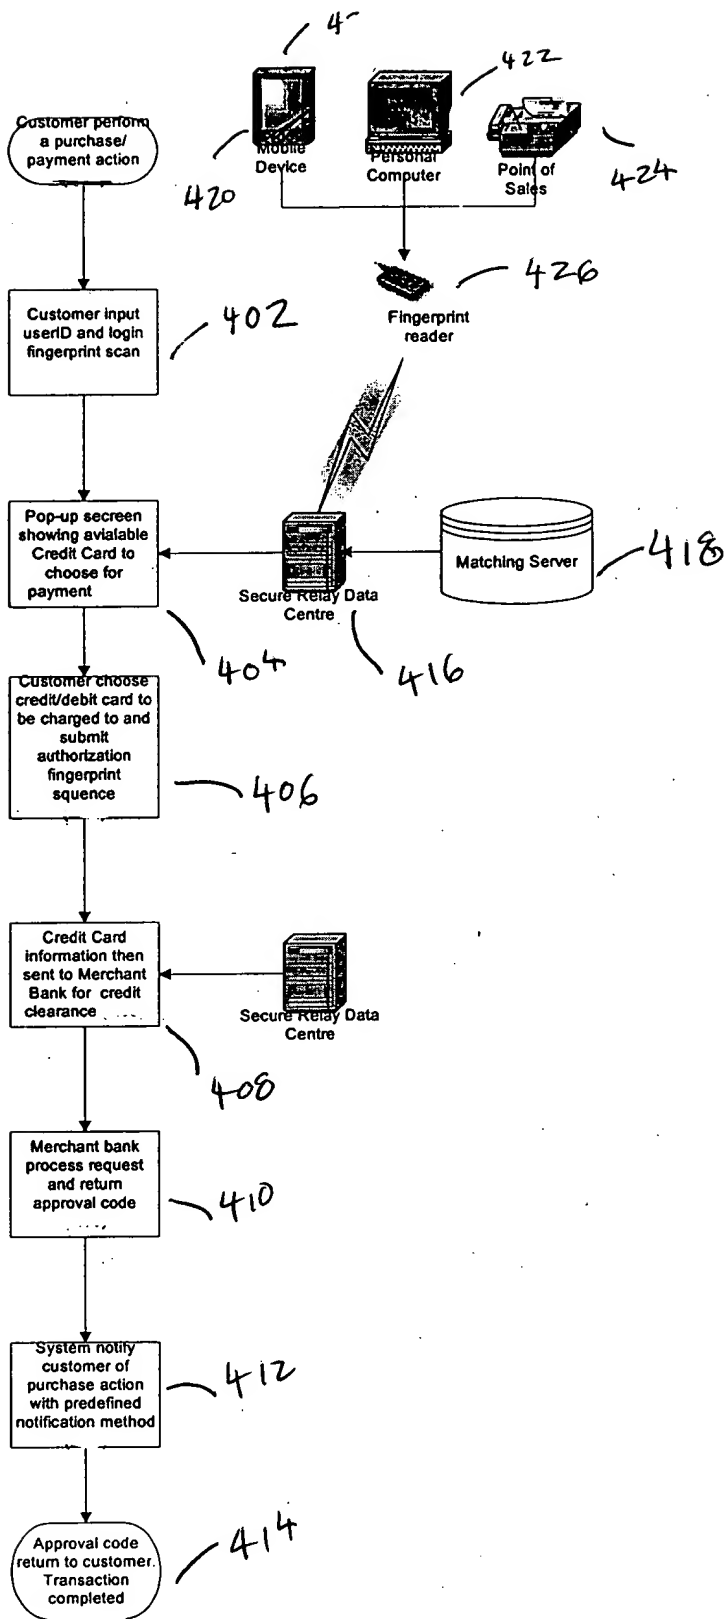 4-
422
Customer perform
a purchase/
payment action
Mobile
Device
Personal
Computer
Point of
Sales
420
424
426
Fingerprint
reader
Customer input
userID and login
fingerprint scan
402
Pop-up secreen
showing avialable
Credit Card to
choose for
payment
Secure Relay Data
Centre
Matching Server
418
404
416
Customer choose
credit/debit card to
be charged to and
submit
authorization
fingerprint
squence
406
Credit Card
information then
sent to Merchant
Bank for credit
clearance
Secure Relay Data
Centre
408
Merchant bank
process request
and return
approval code
410
System notify
customer of
purchase action
with predefined
notification method
412
Approval code
return to customer.
Transaction
completed
414